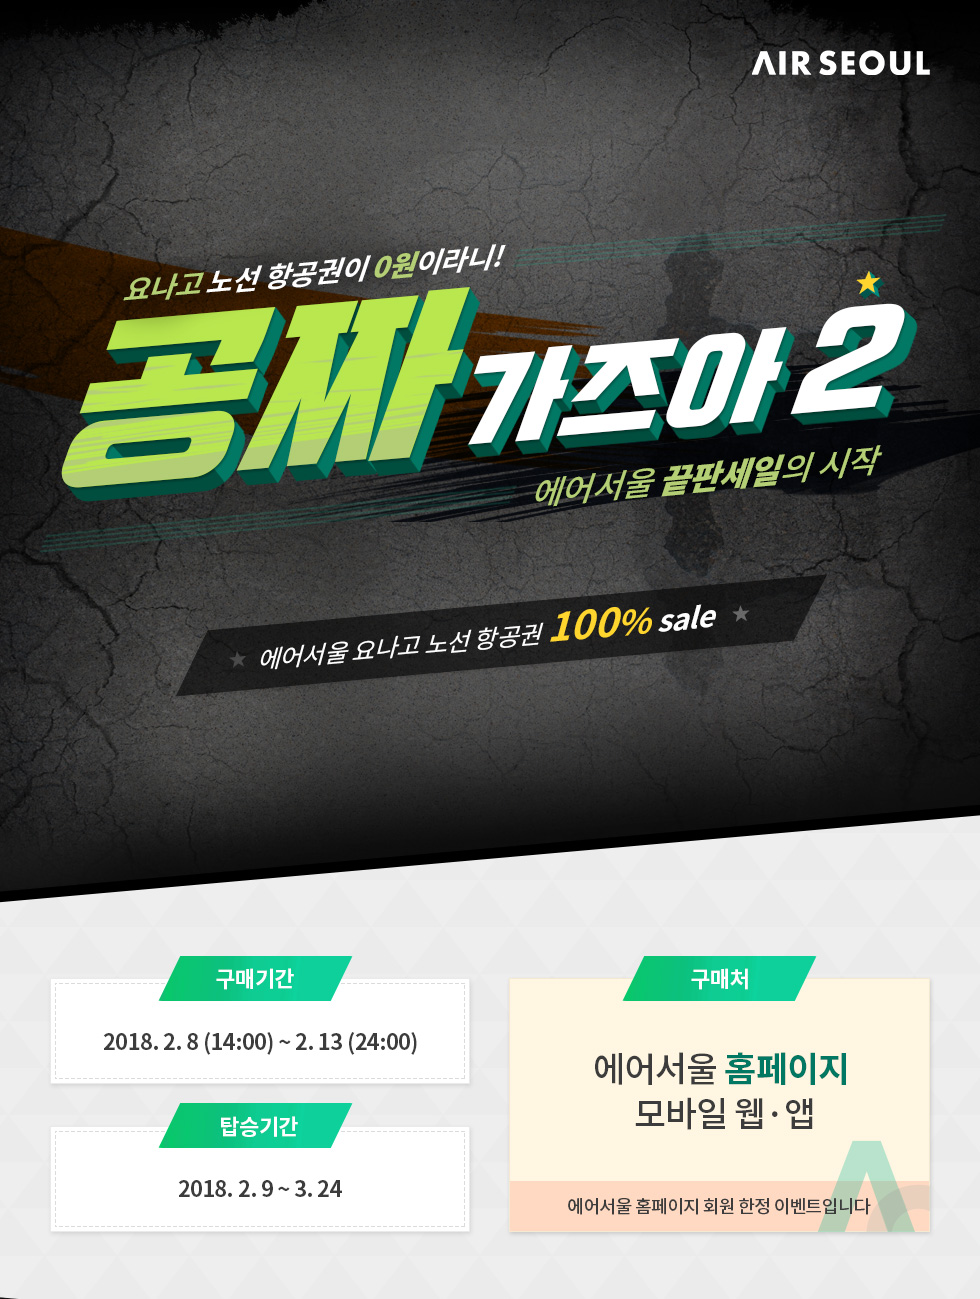 AIR SEOUL
요나고 노선 항공권이 0원이라니!
공짜 가즈아 2
에어서울 끝판세일의 시작
에어서울 요나고 노선 항공권 100% sale
구매기간
2018. 2. 8 (14:00) ~ 2. 13 (24:00)
탑승기간
2018. 2. 9 ~ 3. 24
구매처
에어서울 홈페이지
모바일 웹 · 앱
에어서울 홈페이지 회원 한정 이벤트입니다